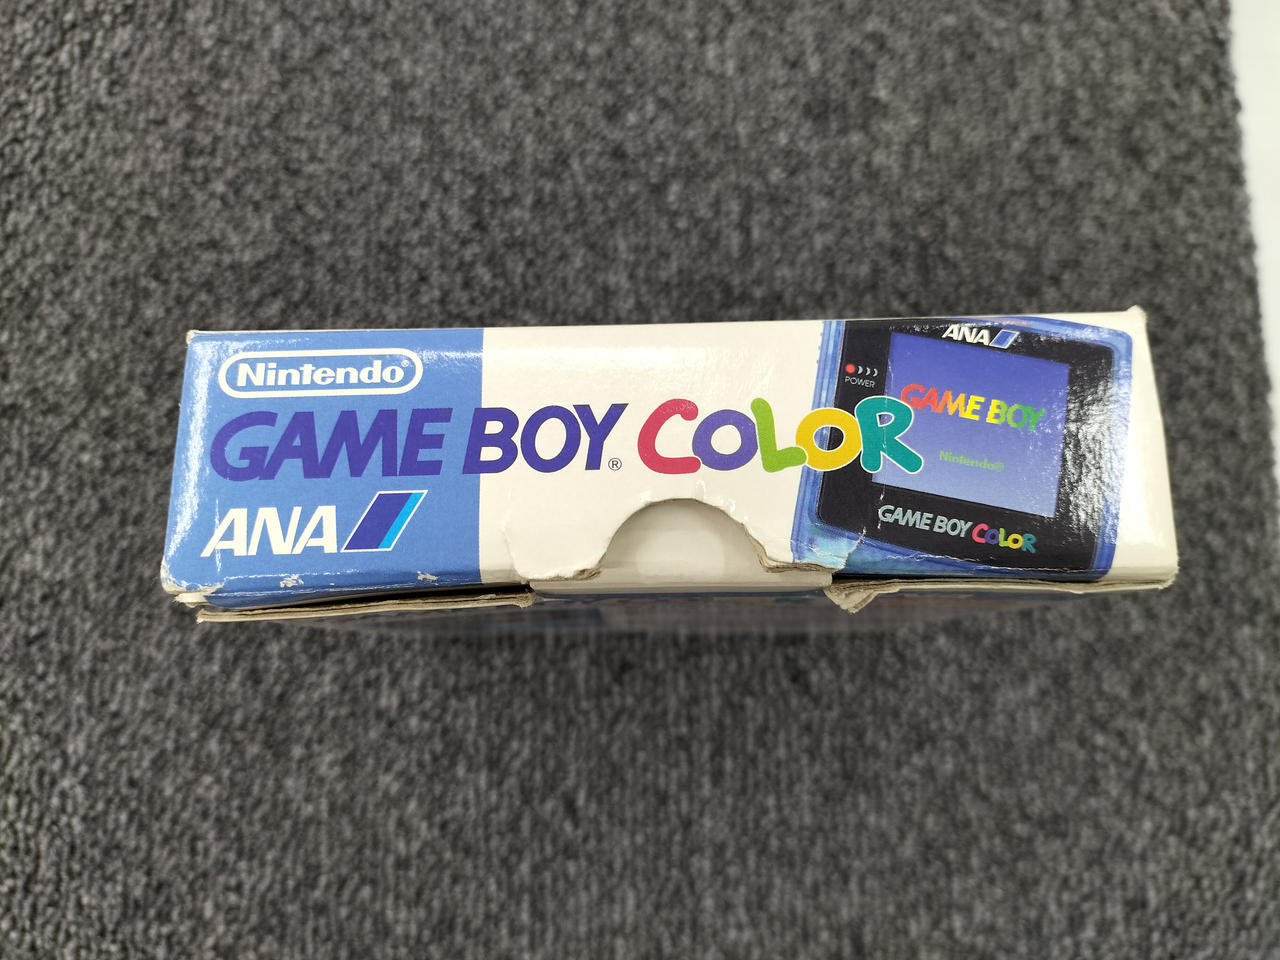 Nintendo®
GAME BOY® COLOR
ANA
ANA
POWER
GAME BOY
Nintendo®
GAME BOY COLOR